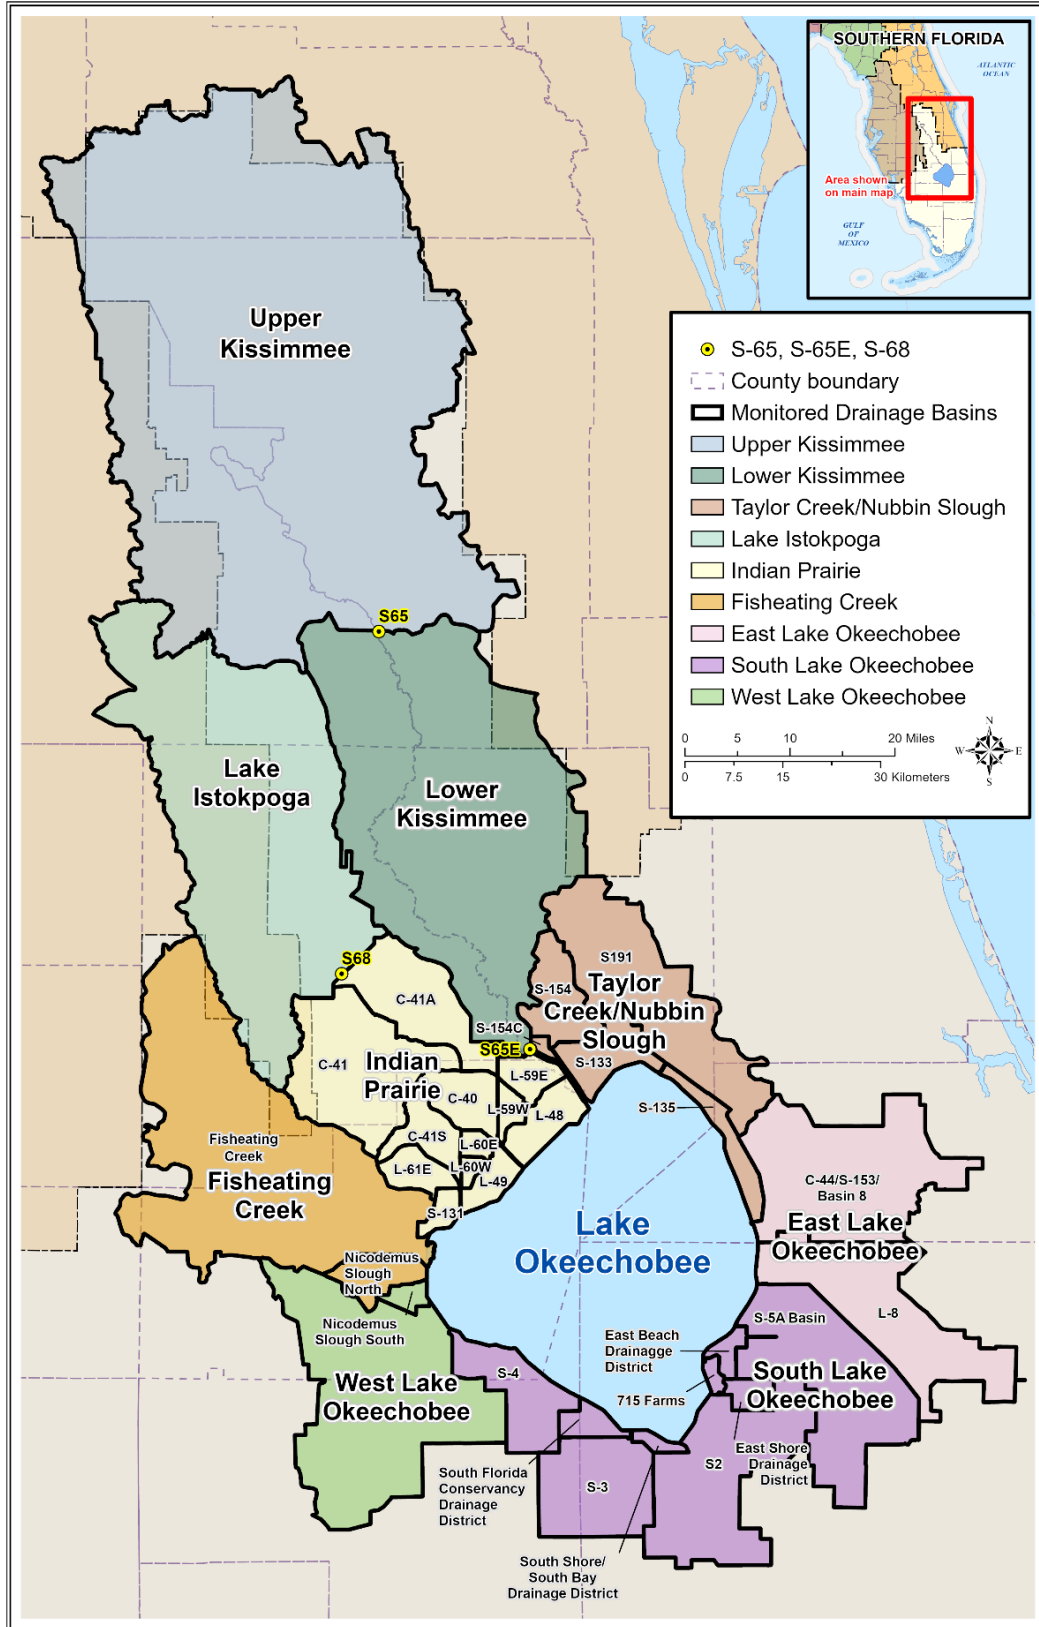 SOUTHERN FLORIDA
ATLANTIC
OCEAN
Area shown
on main map
GULF
OF
MEXICO
S-65, S-65E, S-68
County boundary
Monitored Drainage Basins
Upper Kissimmee
Lower Kissimmee
Taylor Creek/Nubbin Slough
Lake Istokpoga
Indian Prairie
Fisheating Creek
East Lake Okeechobee
South Lake Okeechobee
West Lake Okeechobee
0 5 10 20 Miles
0 7.5 15 30 Kilometers
N
W E
S
Upper
Kissimmee
S65
Lake
Istokpoga
Lower
Kissimmee
S68
C-41A
S191
S-154
Taylor
Creek/Nubbin
Slough
S-154C
S65E
S-133
C-41
Indian
Prairie
L-59E
C-40
L-59W
L-48
S-135
C-41S
L-60E
L-61E
L-60W
L-49
S-131
Fisheating
Creek
Fisheating
Creek
C-44/S-153/
Basin 8
East Lake
Okeechobee
Lake
Okeechobee
Nicodemus
Slough
North
Nicodemus
Slough South
L-8
S-5A Basin
East Beach
Drainagge
District
South Lake
Okeechobee
S-4
715 Farms
West Lake
Okeechobee
East Shore
Drainage
District
S2
S-3
South Florida
Conservancy
Drainage
District
South Shore/
South Bay
Drainage District